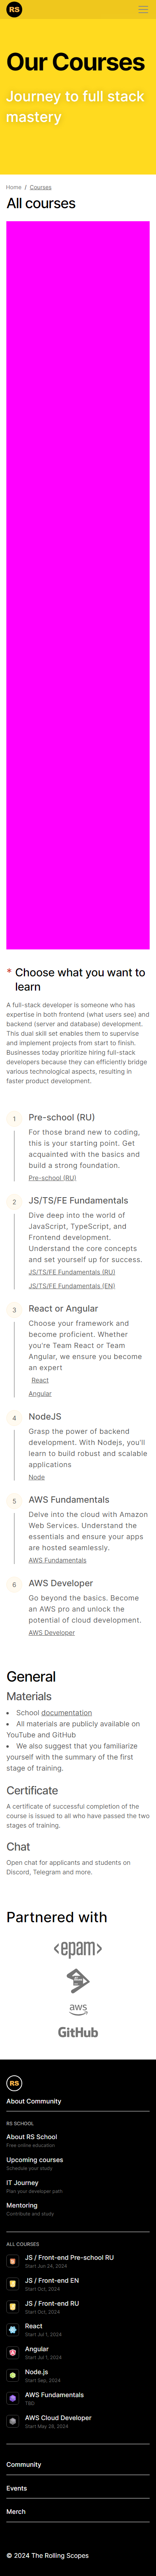 RS
Our Courses
Journey to full stack
mastery
Home / Courses
All courses
* Choose what you want to
learn
A full-stack developer is someone who has
expertise in both frontend (what users see) and
backend (server and database) development.
This dual skill set enables them to supervise
and implement projects from start to finish.
Businesses today prioritize hiring full-stack
developers because they can efficiently bridge
various technological aspects, resulting in
faster product development.
1 Pre-school (RU)
For those brand new to coding,
this is your starting point. Get
acquainted with the basics and
build a strong foundation.
Pre-school (RU)
2 JS/TS/FE Fundamentals
Dive deep into the world of
JavaScript, TypeScript, and
Frontend development.
Understand the core concepts
and set yourself up for success.
JS/TS/FE Fundamentals (RU)
JS/TS/FE Fundamentals (EN)
3 React or Angular
Choose your framework and
become proficient. Whether
you're Team React or Team
Angular, we ensure you become
an expert
React
Angular
4 NodeJS
Grasp the power of backend
development. With Nodejs, you'll
learn to build robust and scalable
applications
Node
5 AWS Fundamentals
Delve into the cloud with Amazon
Web Services. Understand the
essentials and ensure your apps
are hosted seamlessly.
AWS Fundamentals
6 AWS Developer
Go beyond the basics. Become
an AWS pro and unlock the
potential of cloud development.
AWS Developer
General
Materials
• School documentation
• All materials are publicly available on
YouTube and GitHub
• We also suggest that you familiarize
yourself with the summary of the first
stage of training.
Certificate
A certificate of successful completion of the
course is issued to all who have passed the two
stages of training.
Chat
Open chat for applicants and students on
Discord, Telegram and more.
Partnered with
<epam>
aws
GitHub
RS
About Community
RS SCHOOL
About RS School
Free online education
Upcoming courses
Schedule your study
IT Journey
Plan your developer path
Mentoring
Contribute and study
ALL COURSES
JS / Front-end Pre-school RU
Start Jun 24, 2024
JS / Front-end EN
Start Oct, 2024
JS / Front-end RU
Start Oct, 2024
React
Start Jul 1, 2024
Angular
Start Jul 1, 2024
Node.js
Start Sep, 2024
AWS Fundamentals
TBD
AWS Cloud Developer
Start May 28, 2024
Community
Events
Merch
© 2024 The Rolling Scopes